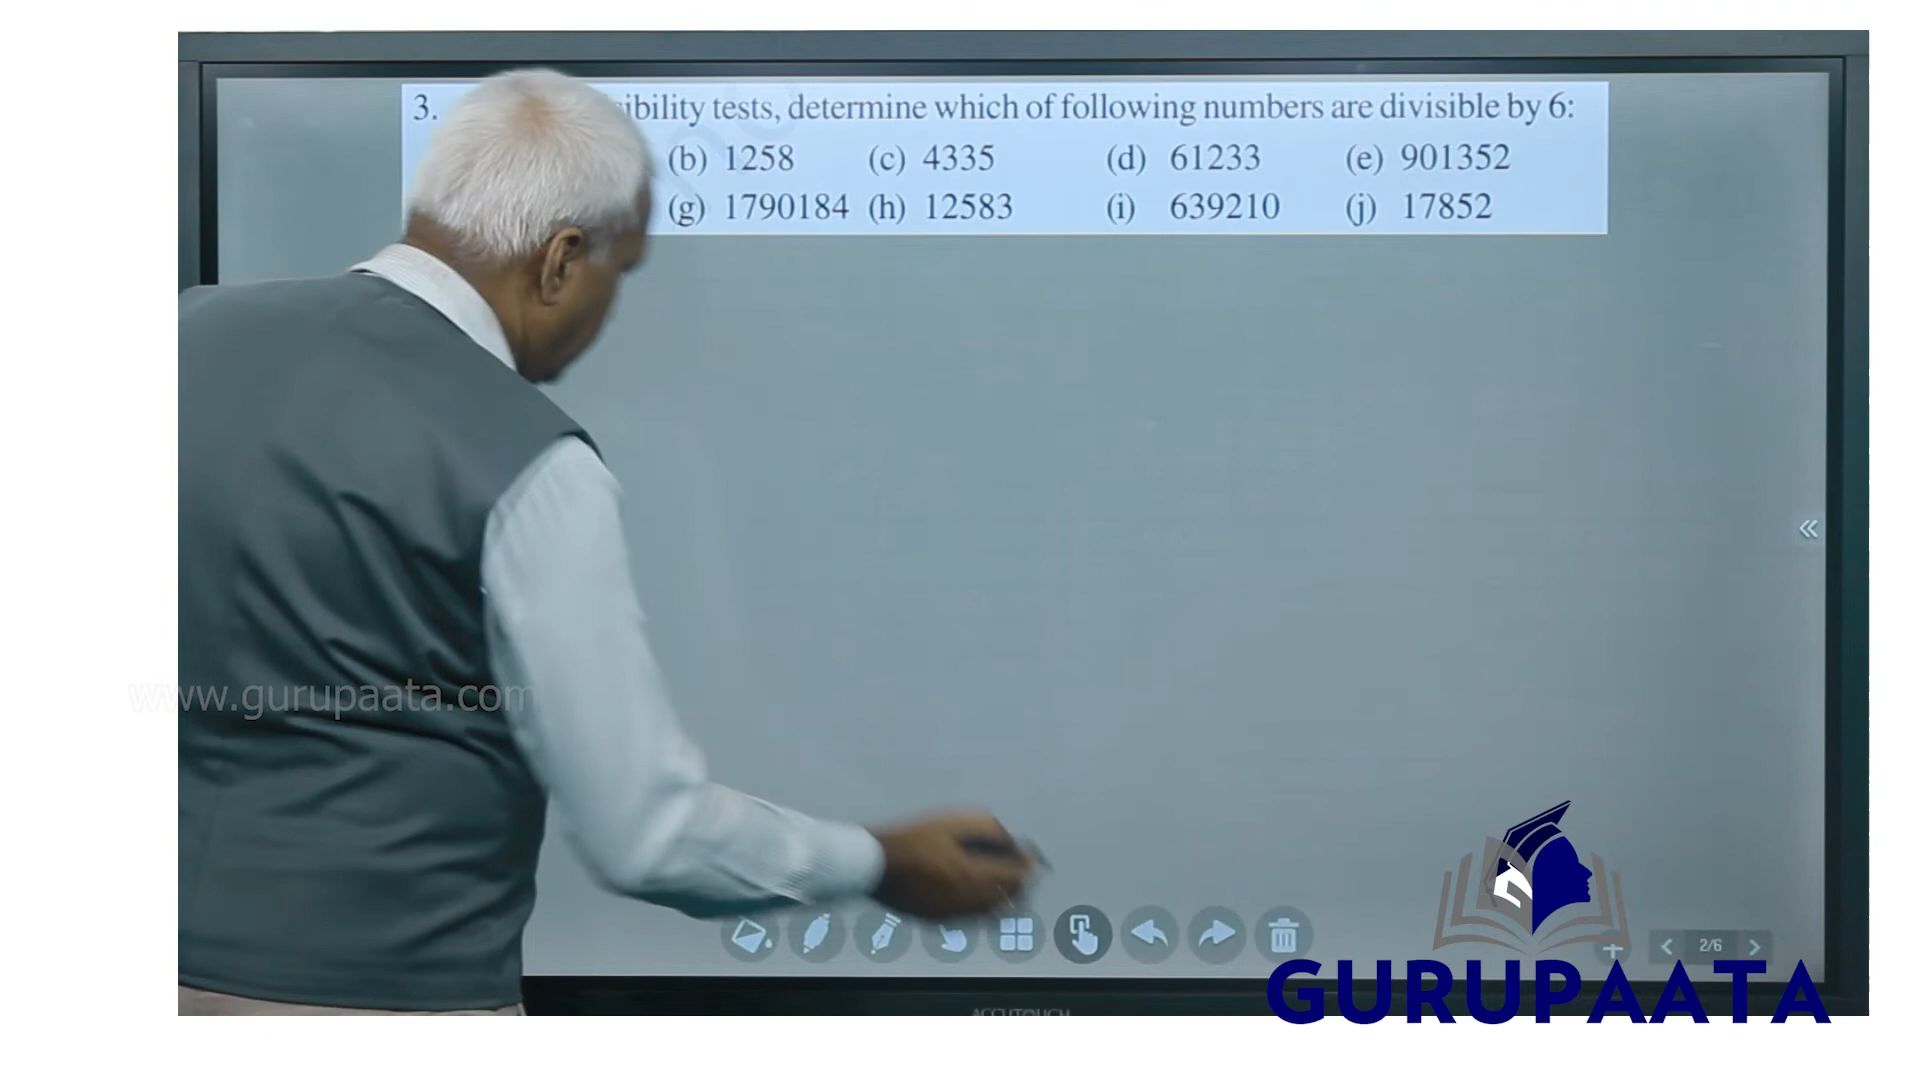 3. ibility tests, determine which of following numbers are divisible by 6:
(b) 1258 (c) 4335 (d) 61233 (e) 901352
(g) 1790184 (h) 12583 (i) 639210 (j) 17852
www.gurupaata.com
2/6
GURUPAATA
ACCUTOUCH